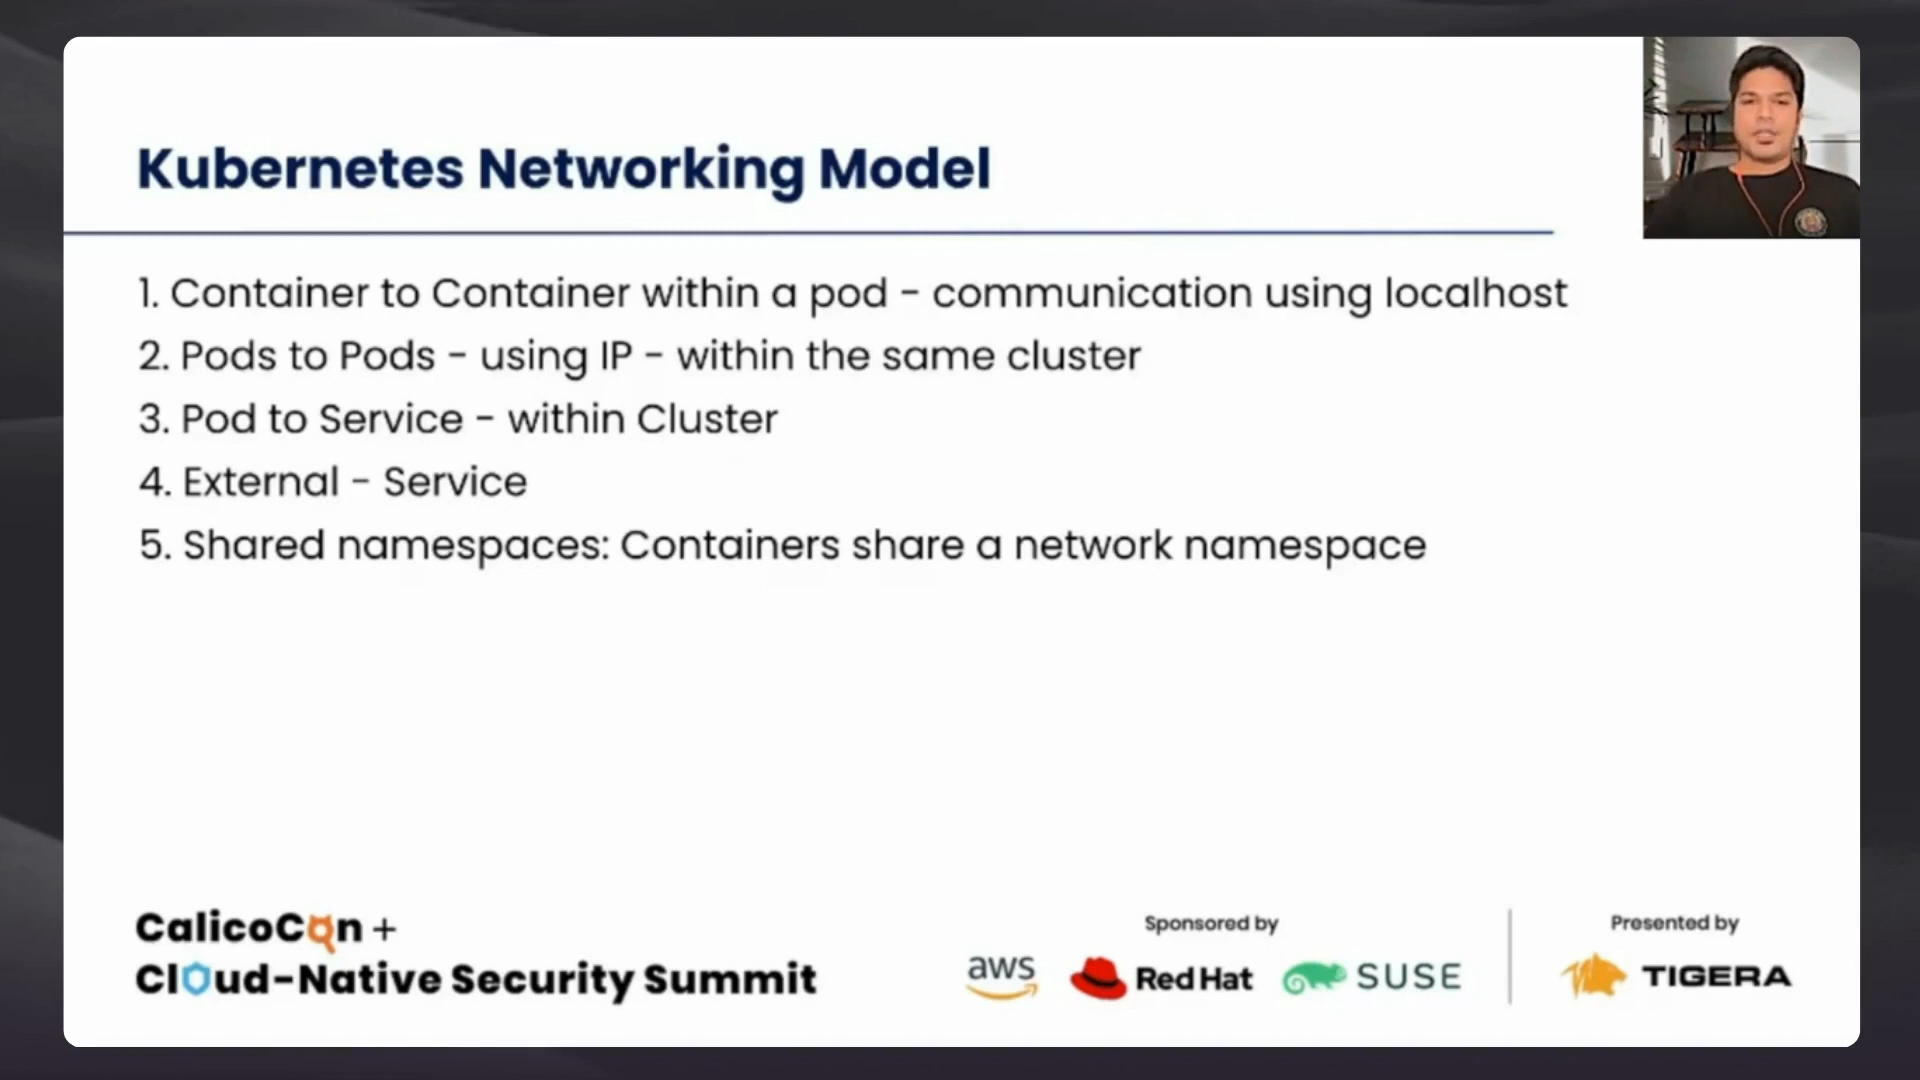 Kubernetes Networking Model
1. Container to Container within a pod - communication using localhost
2. Pods to Pods - using IP - within the same cluster
3. Pod to Service - within Cluster
4. External - Service
5. Shared namespaces: Containers share a network namespace
CalicoCon +
Cloud-Native Security Summit
Sponsored by
aws
Red Hat
SUSE
Presented by
TIGERA